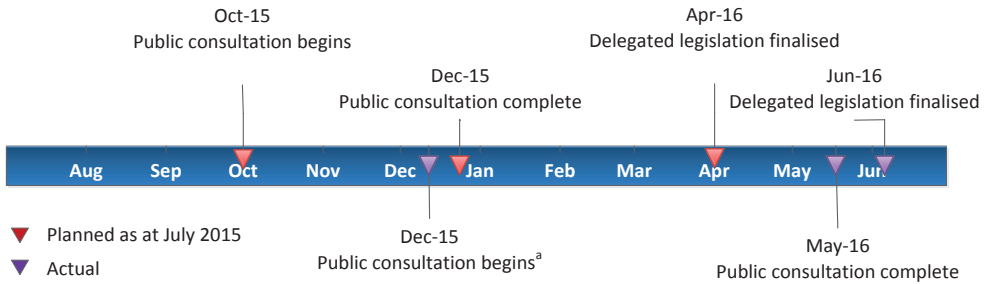 Oct-15
Public consultation begins
Apr-16
Delegated legislation finalised
Dec-15
Public consultation complete
Jun-16
Delegated legislation finalised
Aug Sep Oct Nov Dec Jan Feb Mar Apr May Jun
Planned as at July 2015
Actual
Dec-15
Public consultation beginsᵃ
May-16
Public consultation complete